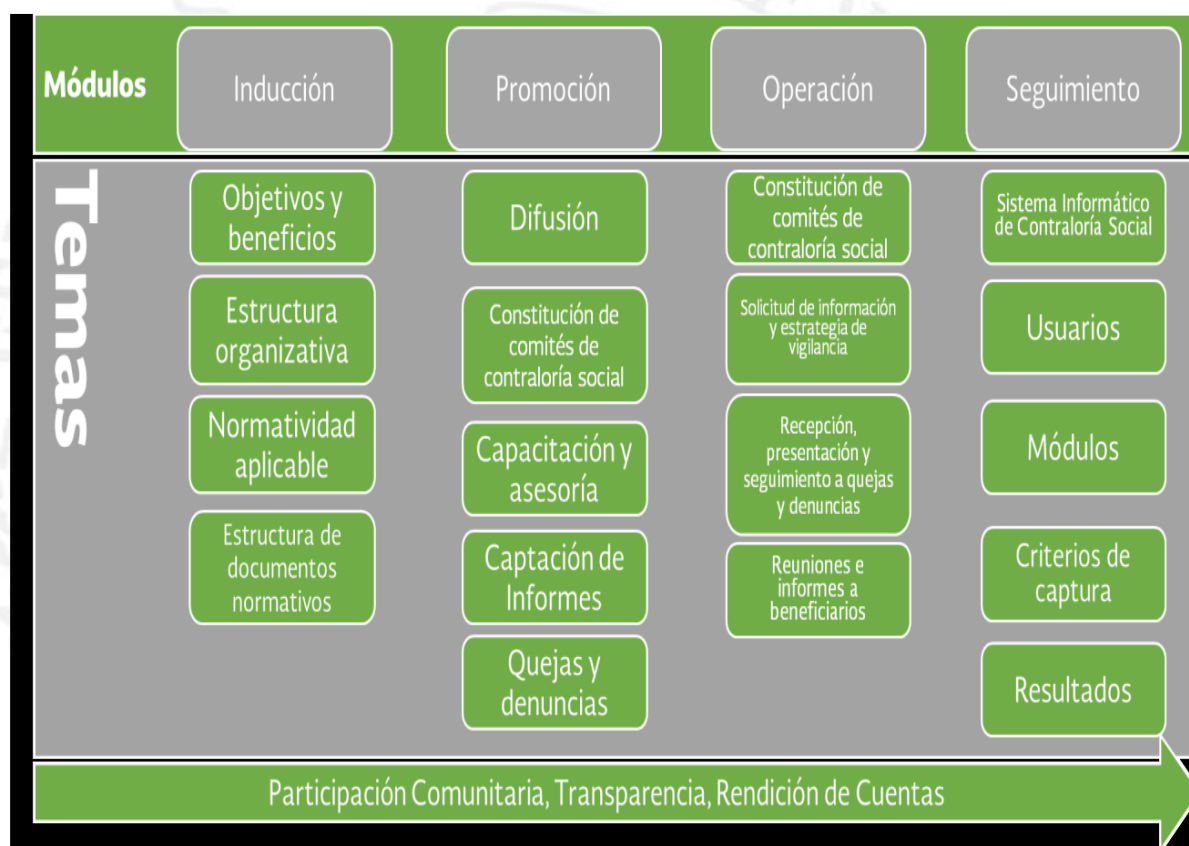 Módulos
Inducción
Promoción
Operación
Seguimiento
Temas
Objetivos y
beneficios
Estructura
organizativa
Normatividad
aplicable
Estructura de
documentos
normativos
Difusión
Constitución de
comités de
contraloría social
Capacitación y
asesoría
Captación de
Informes
Quejas y
denuncias
Constitución de
comités de
contraloría social
Solicitud de información
y estrategia de
vigilancia
Recepción,
presentación y
seguimiento a quejas
y denuncias
Reuniones e
informes a
beneficiarios
Sistema Informático
de Contraloría Social
Usuarios
Módulos
Criterios de
captura
Resultados
Participación Comunitaria, Transparencia, Rendición de Cuentas